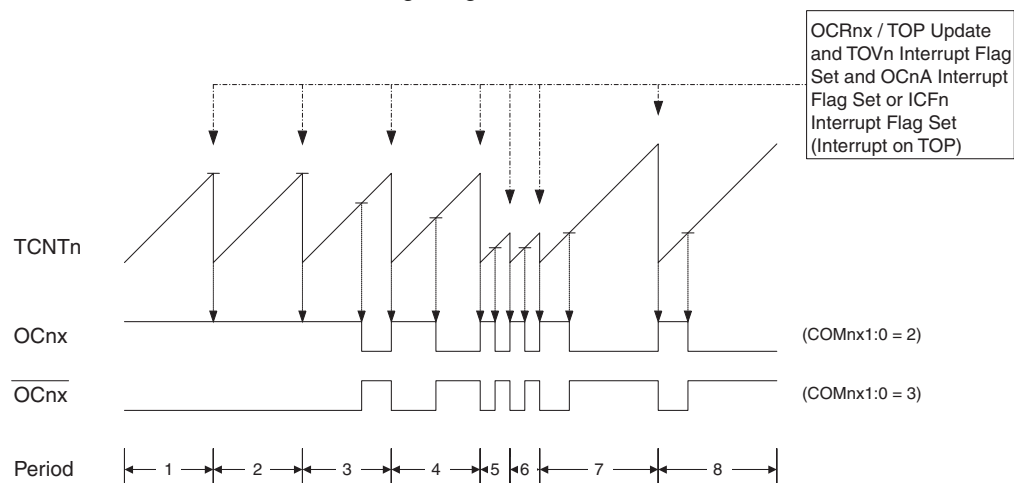 OCRnx / TOP Update
and TOVn Interrupt Flag
Set and OCnA Interrupt
Flag Set or ICFn
Interrupt Flag Set
(Interrupt on TOP)
TCNTn
OCnx
(COMnx1:0 = 2)
OCnx
(COMnx1:0 = 3)
Period
1 2 3 4 5 6 7 8